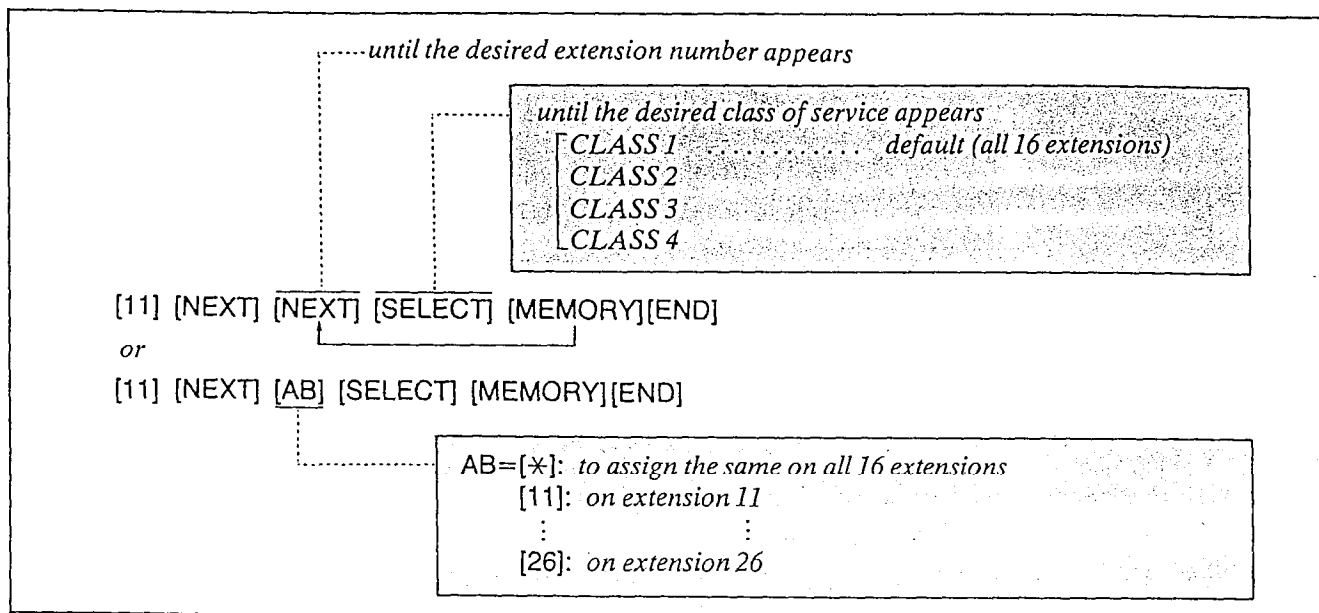 until the desired extension number appears
until the desired class of service appears
CLASS 1 ............ default (all 16 extensions)
CLASS 2
CLASS 3
CLASS 4
[11] [NEXT] [NEXT] [SELECT] [MEMORY][END]
or
[11] [NEXT] [AB] [SELECT] [MEMORY][END]
AB=[*]: to assign the same on all 16 extensions
[11]: on extension 11
⋮ ⋮
[26]: on extension 26